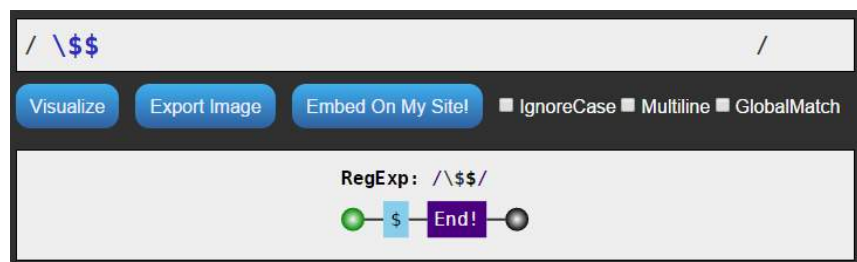 / \$$ /
Visualize Export Image Embed On My Site! IgnoreCase Multiline GlobalMatch
RegExp: /\$$/
$ End!